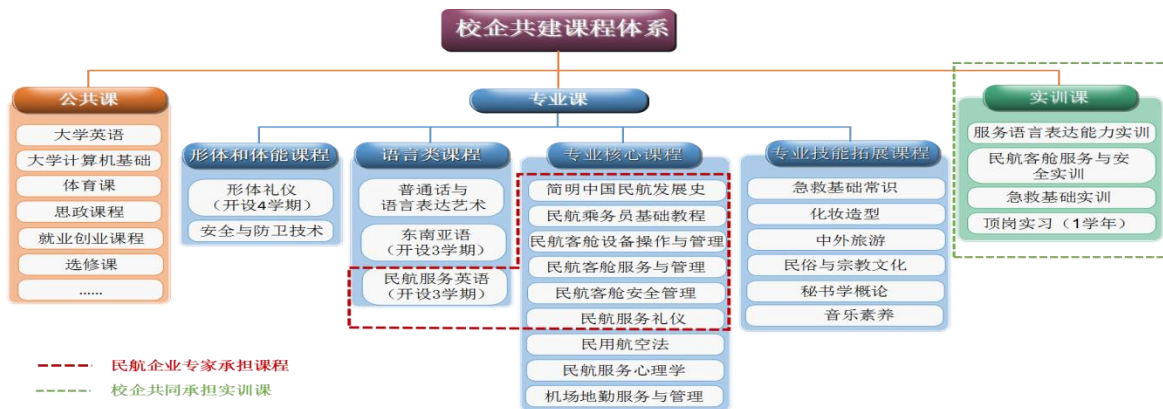 校企共建课程体系
公共课
大学英语
大学计算机基础
体育课
思政课程
就业创业课程
选修课
......
专业课
形体和体能课程
形体礼仪
（开设4学期）
安全与防卫技术
语言类课程
普通话与
语言表达艺术
东南亚语
（开设3学期）
民航服务英语
（开设3学期）
专业核心课程
简明中国民航发展史
民航乘务员基础教程
民航客舱设备操作与管理
民航客舱服务与管理
民航客舱安全管理
民航服务礼仪
民用航空法
民航服务心理学
机场地勤服务与管理
专业技能拓展课程
急救基础常识
化妆造型
中外旅游
民俗与宗教文化
秘书学概论
音乐素养
实训课
服务语言表达能力实训
民航客舱服务与安
全实训
急救基础实训
顶岗实习（1学年）
民航企业专家承担课程
校企共同承担实训课